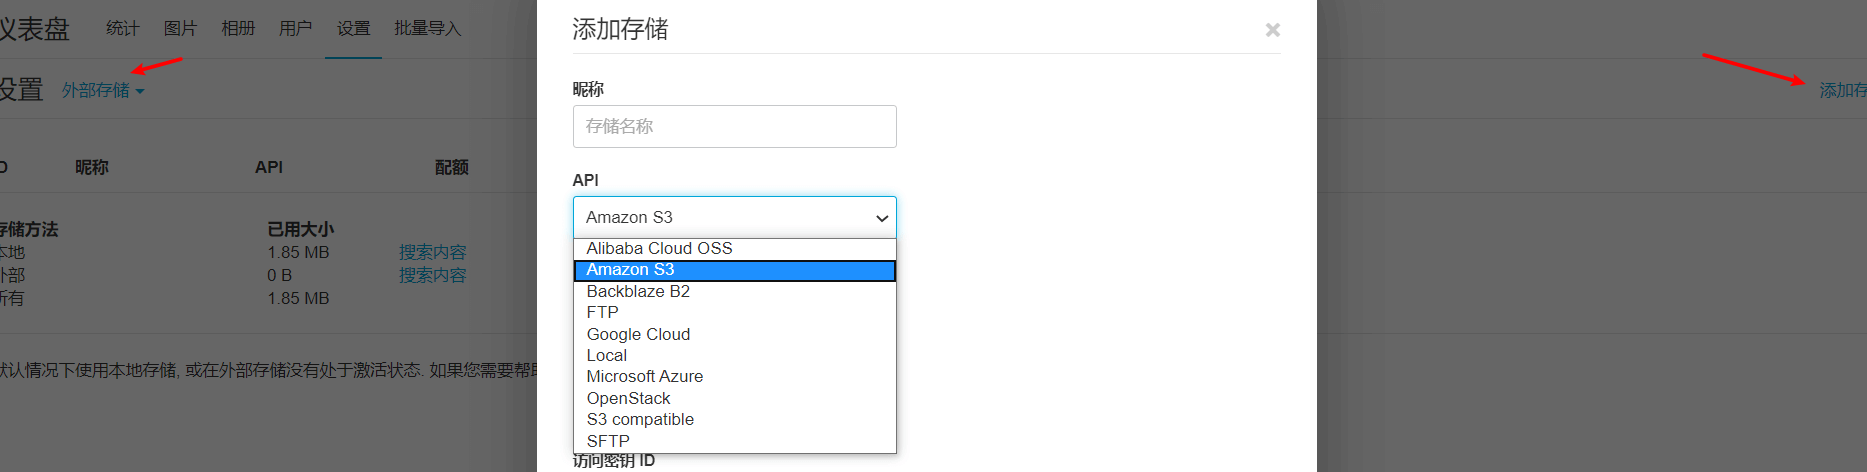 仪表盘 统计 图片 相册 用户 设置 批量导入
设置 外部存储 添加存
昵称 API 配额
存储方法 已用大小
本地 1.85 MB 搜索内容
外部 0 B 搜索内容
所有 1.85 MB
默认情况下使用本地存储, 或在外部存储没有处于激活状态. 如果您需要帮
添加存储
昵称
存储名称
API
Amazon S3
Alibaba Cloud OSS
Amazon S3
Backblaze B2
FTP
Google Cloud
Local
Microsoft Azure
OpenStack
S3 compatible
SFTP
访问密钥 ID